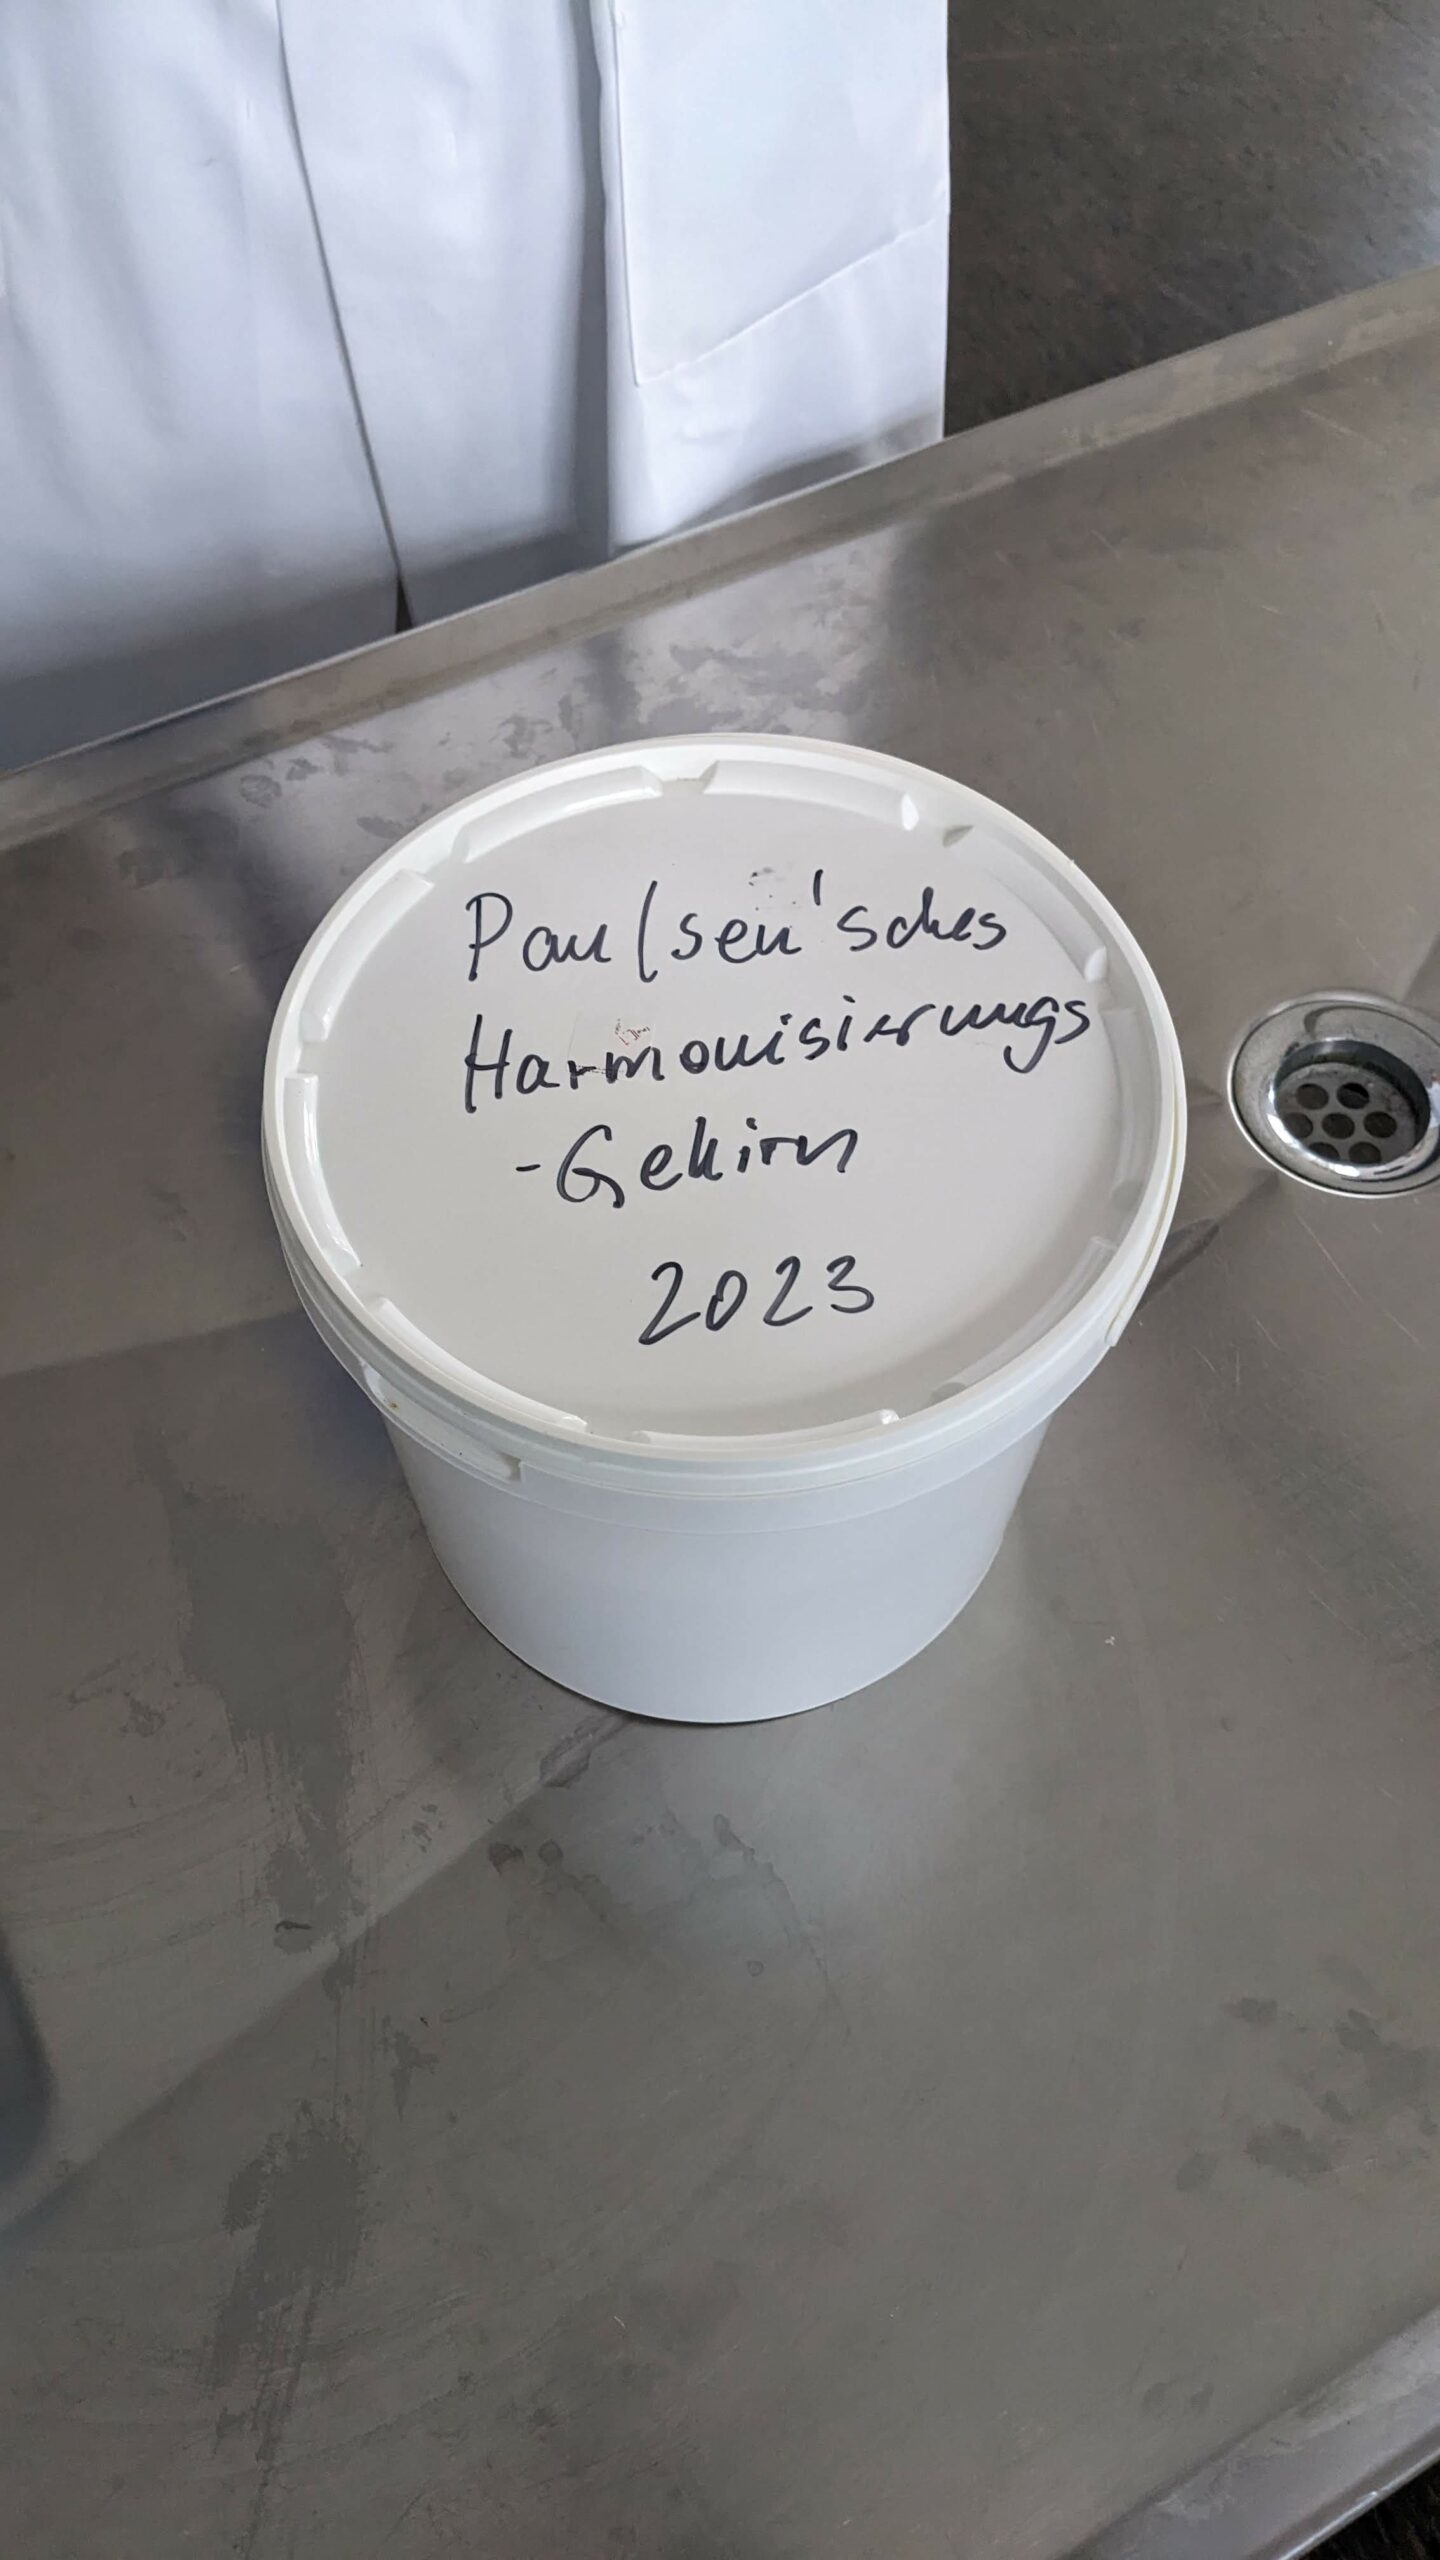 Paulsen'sches
Harmonisierungs
-Gehirn
2023